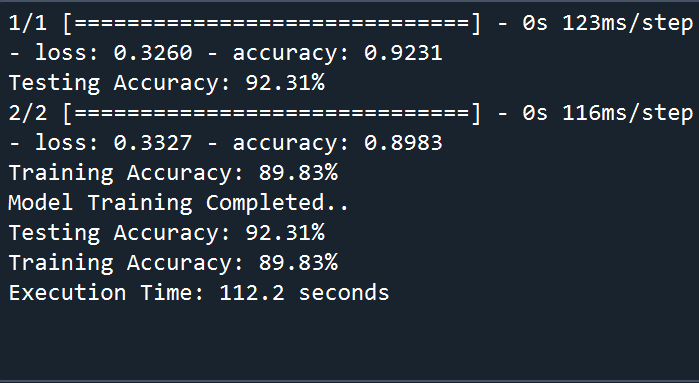 1/1 [==============================] - 0s 123ms/step
- loss: 0.3260 - accuracy: 0.9231
Testing Accuracy: 92.31%
2/2 [==============================] - 0s 116ms/step
- loss: 0.3327 - accuracy: 0.8983
Training Accuracy: 89.83%
Model Training Completed..
Testing Accuracy: 92.31%
Training Accuracy: 89.83%
Execution Time: 112.2 seconds